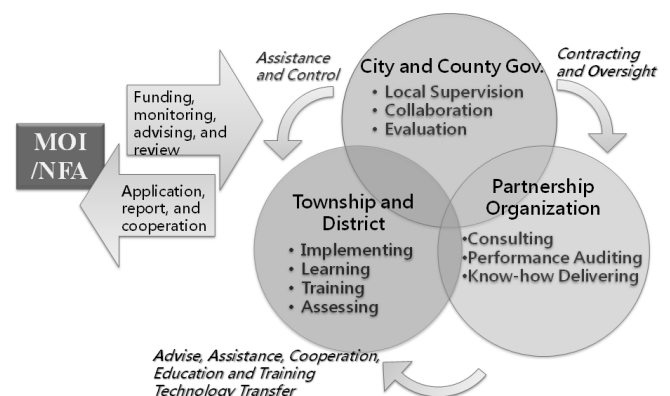 Assistance
and Control
City and County Gov.
• Local Supervision
• Collaboration
• Evaluation
Contracting
and Oversight
Funding,
monitoring,
advising, and
review
MOI
/NFA
Application,
report, and
cooperation
Township and
District
• Implementing
• Learning
• Training
• Assessing
Partnership
Organization
•Consulting
•Performance Auditing
•Know-how Delivering
Advise, Assistance, Cooperation,
Education and Training
Technology Transfer